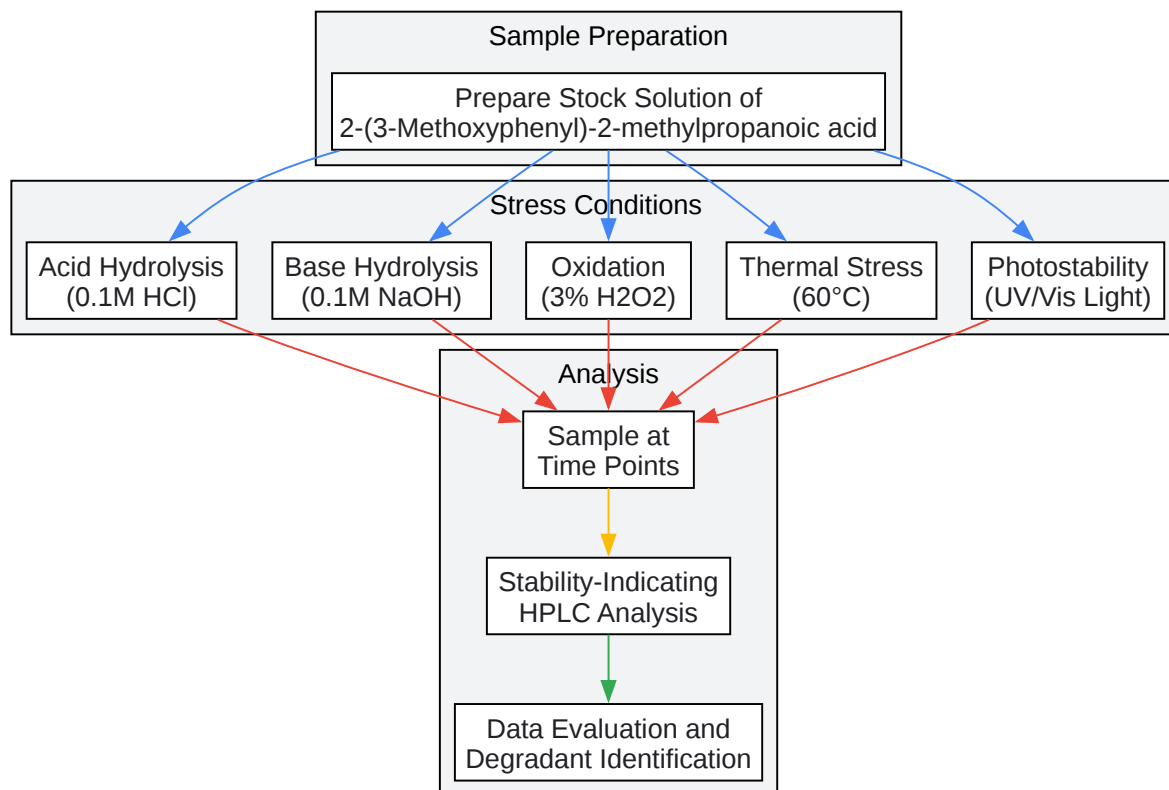 Sample Preparation
Prepare Stock Solution of
2-(3-Methoxyphenyl)-2-methylpropanoic acid
Stress Conditions
Acid Hydrolysis
(0.1M HCl)
Base Hydrolysis
(0.1M NaOH)
Oxidation
(3% H2O2)
Thermal Stress
(60°C)
Photostability
(UV/Vis Light)
Analysis
Sample at
Time Points
Stability-Indicating
HPLC Analysis
Data Evaluation and
Degradant Identification